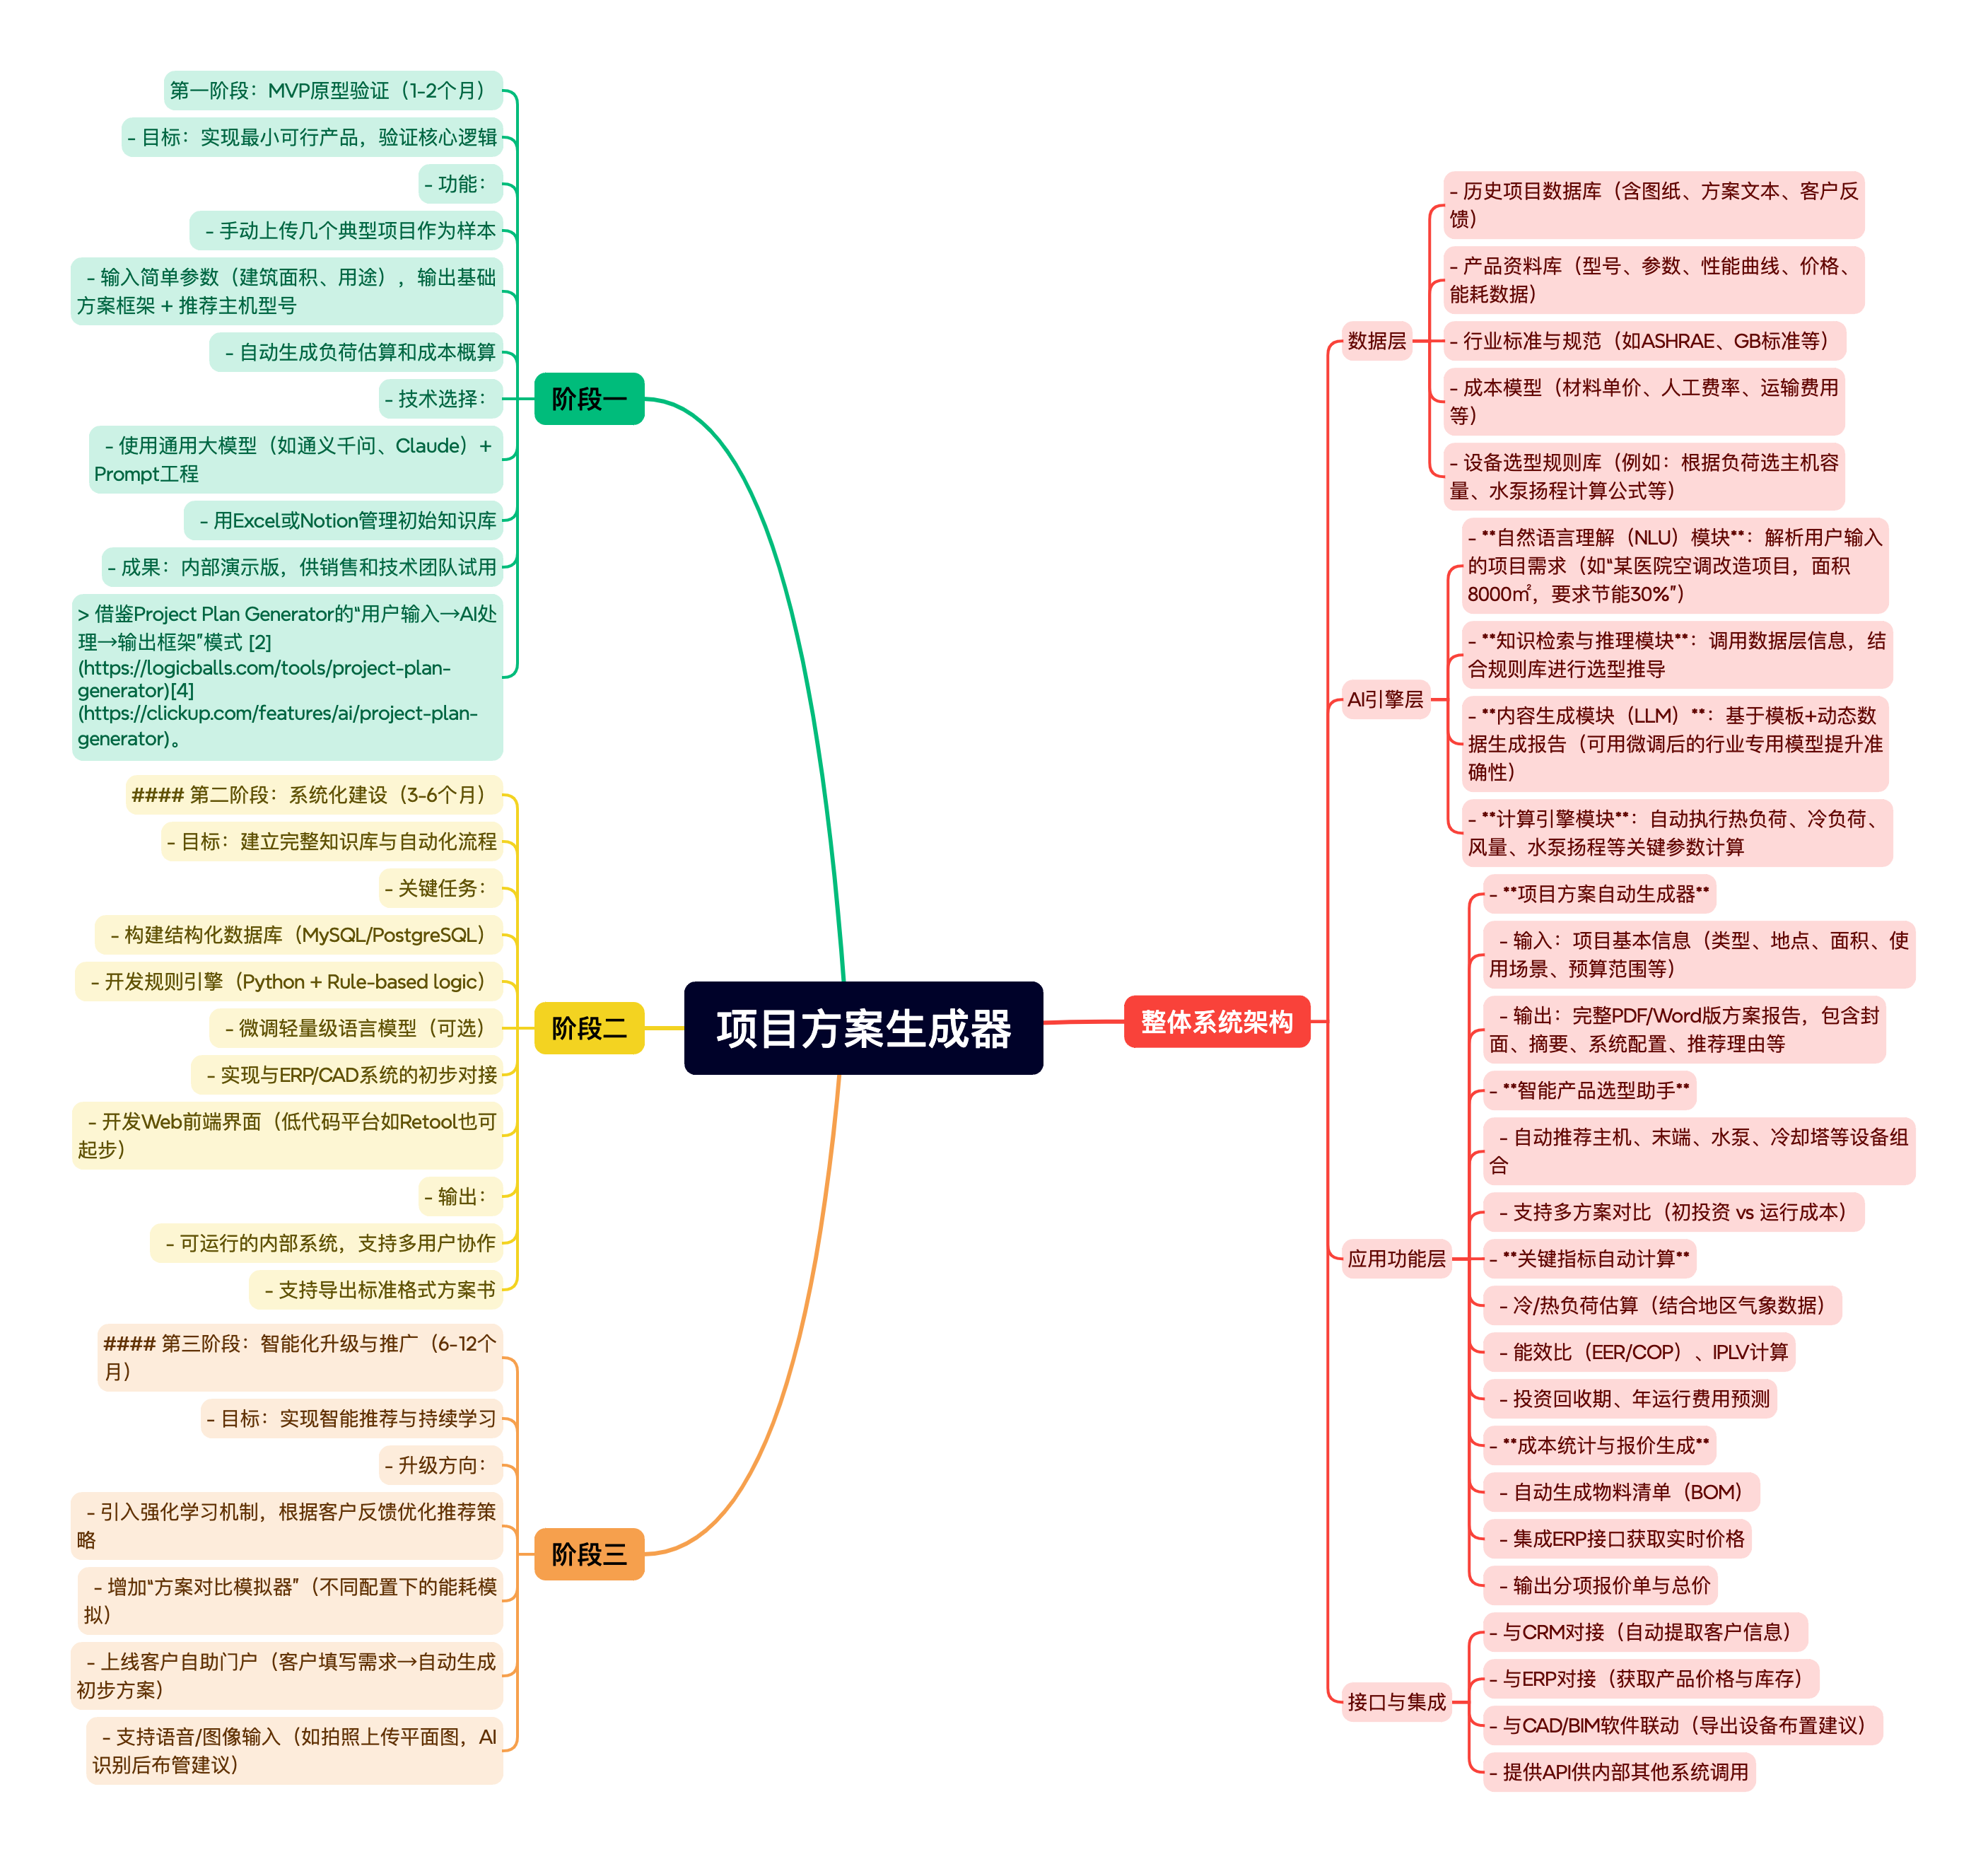 项目方案生成器
整体系统架构
数据层
- 历史项目数据库（含图纸、方案文本、客户反
馈）
- 产品资料库（型号、参数、性能曲线、价格、
能耗数据）
- 行业标准与规范（如ASHRAE、GB标准等）
- 成本模型（材料单价、人工费率、运输费用
等）
- 设备选型规则库（例如：根据负荷选主机容
量、水泵扬程计算公式等）
AI引擎层
- **自然语言理解（NLU）模块**：解析用户输入
的项目需求（如“某医院空调改造项目，面积
8000㎡，要求节能30%”）
- **知识检索与推理模块**：调用数据层信息，结
合规则库进行选型推导
- **内容生成模块（LLM）**：基于模板+动态数
据生成报告（可用微调后的行业专用模型提升准
确性）
- **计算引擎模块**：自动执行热负荷、冷负荷、
风量、水泵扬程等关键参数计算
应用功能层
- **项目方案自动生成器**
- 输入：项目基本信息（类型、地点、面积、使
用场景、预算范围等）
- 输出：完整PDF/Word版方案报告，包含封
面、摘要、系统配置、推荐理由等
- **智能产品选型助手**
- 自动推荐主机、末端、水泵、冷却塔等设备组
合
- 支持多方案对比（初投资 vs 运行成本）
- **关键指标自动计算**
- 冷/热负荷估算（结合地区气象数据）
- 能效比（EER/COP）、IPLV计算
- 投资回收期、年运行费用预测
- **成本统计与报价生成**
- 自动生成物料清单（BOM）
- 集成ERP接口获取实时价格
- 输出分项报价单与总价
接口与集成
- 与CRM对接（自动提取客户信息）
- 与ERP对接（获取产品价格与库存）
- 与CAD/BIM软件联动（导出设备布置建议）
- 提供API供内部其他系统调用
阶段一
第一阶段：MVP原型验证（1-2个月）
- 目标：实现最小可行产品，验证核心逻辑
- 功能：
- 手动上传几个典型项目作为样本
- 输入简单参数（建筑面积、用途），输出基础
方案框架 + 推荐主机型号
- 自动生成负荷估算和成本概算
- 技术选择：
- 使用通用大模型（如通义千问、Claude）+
Prompt工程
- 用Excel或Notion管理初始知识库
- 成果：内部演示版，供销售和技术团队试用
> 借鉴Project Plan Generator的“用户输入→AI处
理→输出框架”模式 [2]
(https://logicballs.com/tools/project-plan-
generator)[4]
(https://clickup.com/features/ai/project-plan-
generator)。
阶段二
#### 第二阶段：系统化建设（3-6个月）
- 目标：建立完整知识库与自动化流程
- 关键任务：
- 构建结构化数据库（MySQL/PostgreSQL）
- 开发规则引擎（Python + Rule-based logic）
- 微调轻量级语言模型（可选）
- 实现与ERP/CAD系统的初步对接
- 开发Web前端界面（低代码平台如Retool也可
起步）
- 输出：
- 可运行的内部系统，支持多用户协作
- 支持导出标准格式方案书
阶段三
#### 第三阶段：智能化升级与推广（6-12个
月）
- 目标：实现智能推荐与持续学习
- 升级方向：
- 引入强化学习机制，根据客户反馈优化推荐策
略
- 增加“方案对比模拟器”（不同配置下的能耗模
拟）
- 上线客户自助门户（客户填写需求→自动生成
初步方案）
- 支持语音/图像输入（如拍照上传平面图，AI
识别后布管建议）